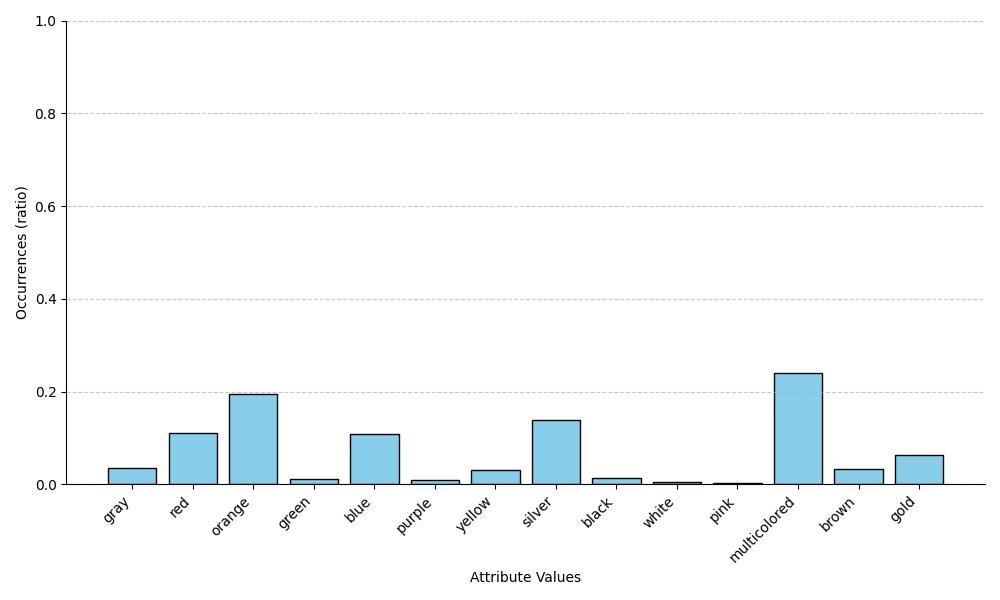 1.0
0.8
0.6
0.4
0.2
0.0
Occurrences (ratio)
gray
red
orange
green
blue
purple
yellow
silver
black
white
pink
multicolored
brown
gold
Attribute Values